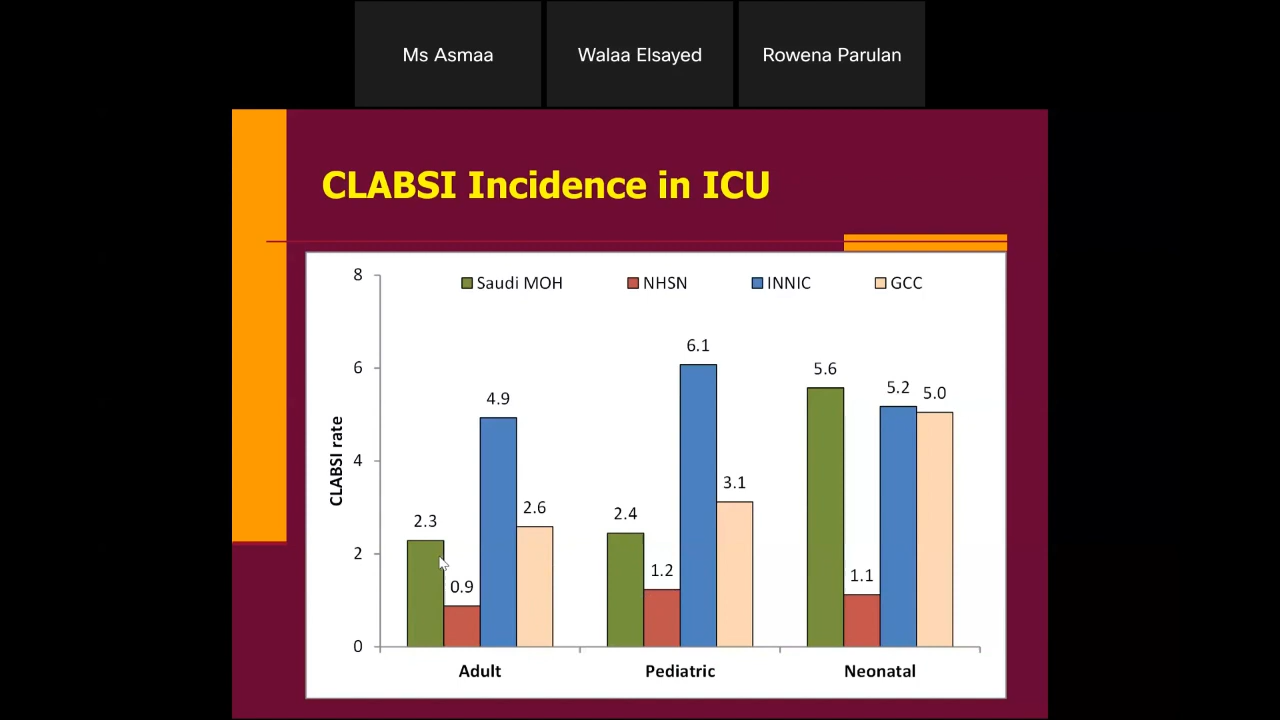 Ms Asmaa
Walaa Elsayed
Rowena Parulan
CLABSI Incidence in ICU
8
Saudi MOH
NHSN
INNIC
GCC
6.1
6
5.6
5.2
5.0
4.9
4
CLABSI rate
3.1
2.6
2.3
2.4
2
0.9
1.2
1.1
0
Adult
Pediatric
Neonatal